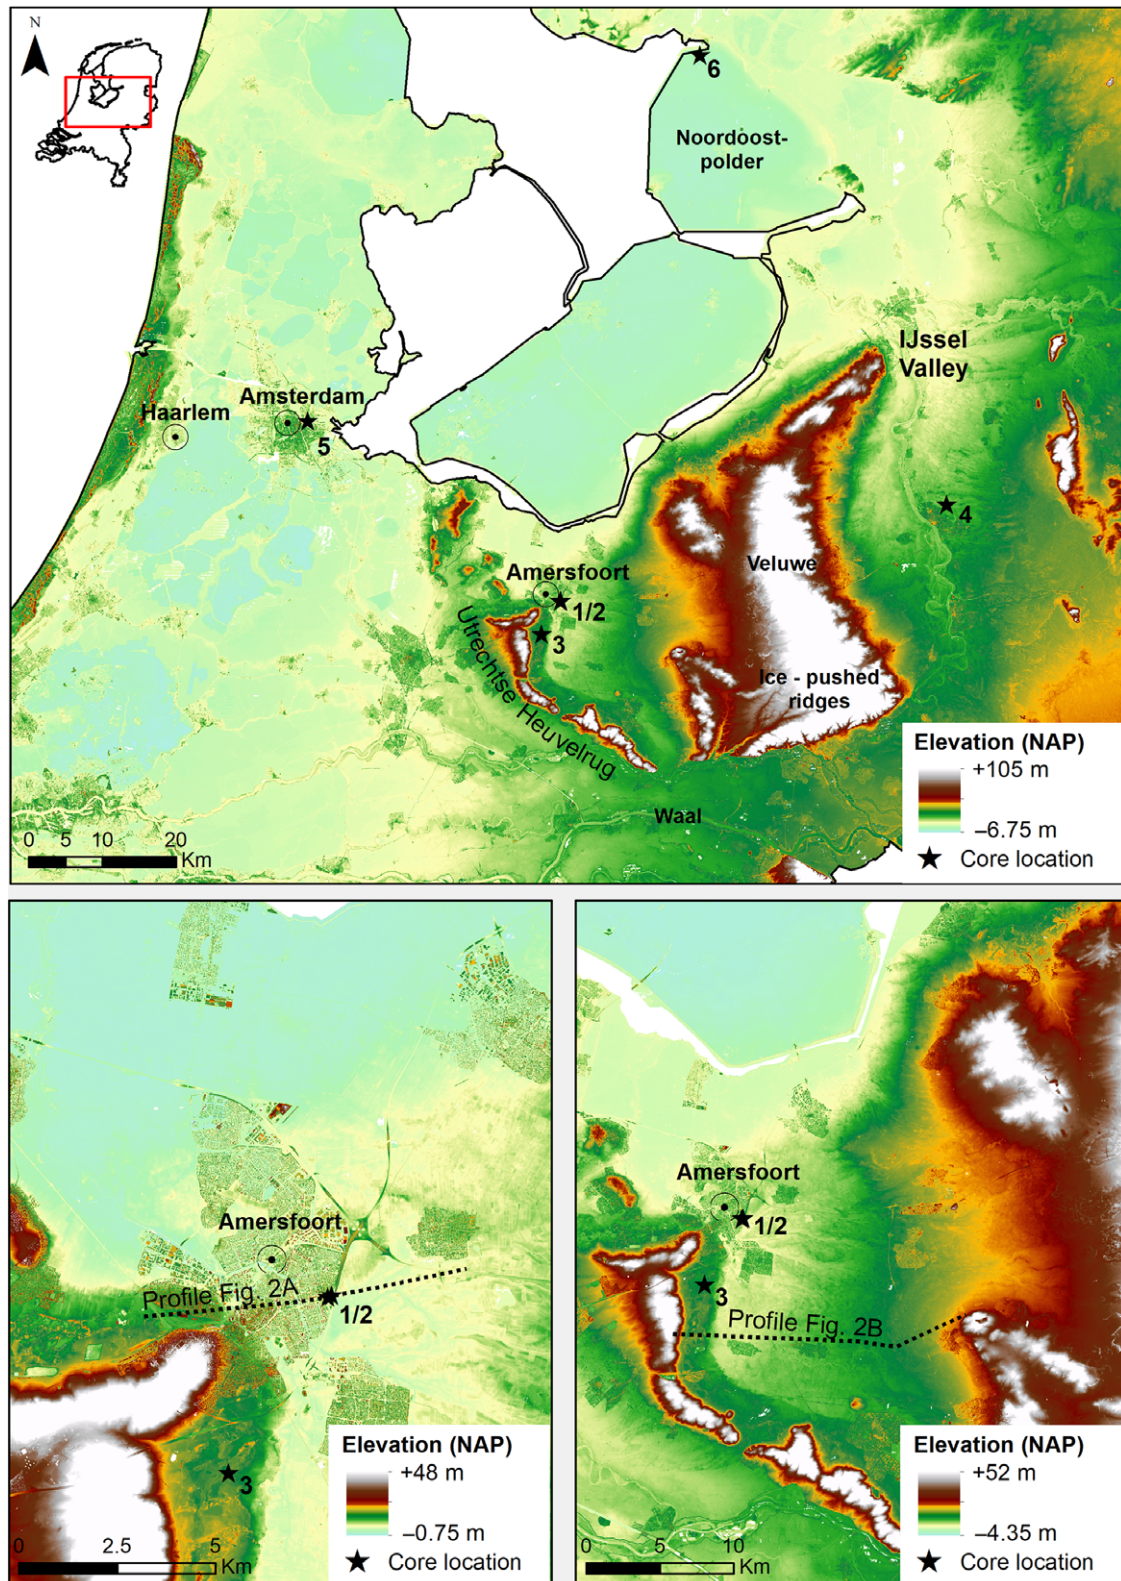 N
6
Noordoost-
polder
IJssel
Valley
Amsterdam
Haarlem
5
4
Amersfoort
1/2
Veluwe
3
Utrechtse Heuvelrug
Ice - pushed
ridges
Waal
Elevation (NAP)
+105 m
–6.75 m
Core location
0 5 10 20
Km
Amersfoort
Profile Fig. 2A
1/2
3
Elevation (NAP)
+48 m
–0.75 m
Core location
0 2.5 5
Km
Amersfoort
1/2
3
Profile Fig. 2B
Elevation (NAP)
+52 m
–4.35 m
Core location
0 5 10
Km